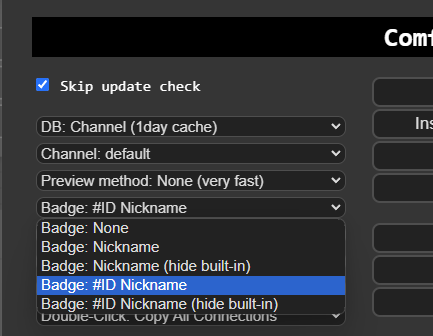 Comf
Skip update check
DB: Channel (1day cache)
Ins
Channel: default
Preview method: None (very fast)
Badge: #ID Nickname
Badge: None
Badge: Nickname
Badge: Nickname (hide built-in)
Badge: #ID Nickname
Badge: #ID Nickname (hide built-in)
Double-Click: Copy All Connections